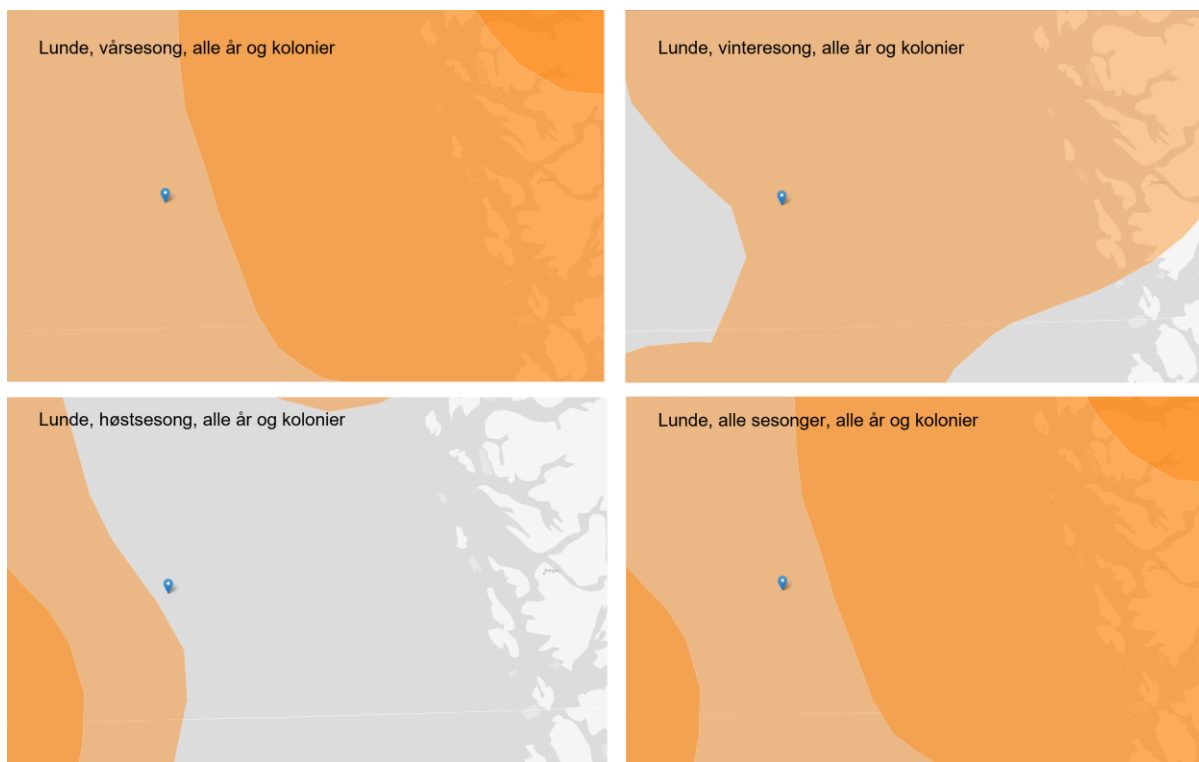 Lunde, vårsesong, alle år og kolonier
Lunde, vinteresong, alle år og kolonier
Lunde, høstsesong, alle år og kolonier
Lunde, alle sesonger, alle år og kolonier